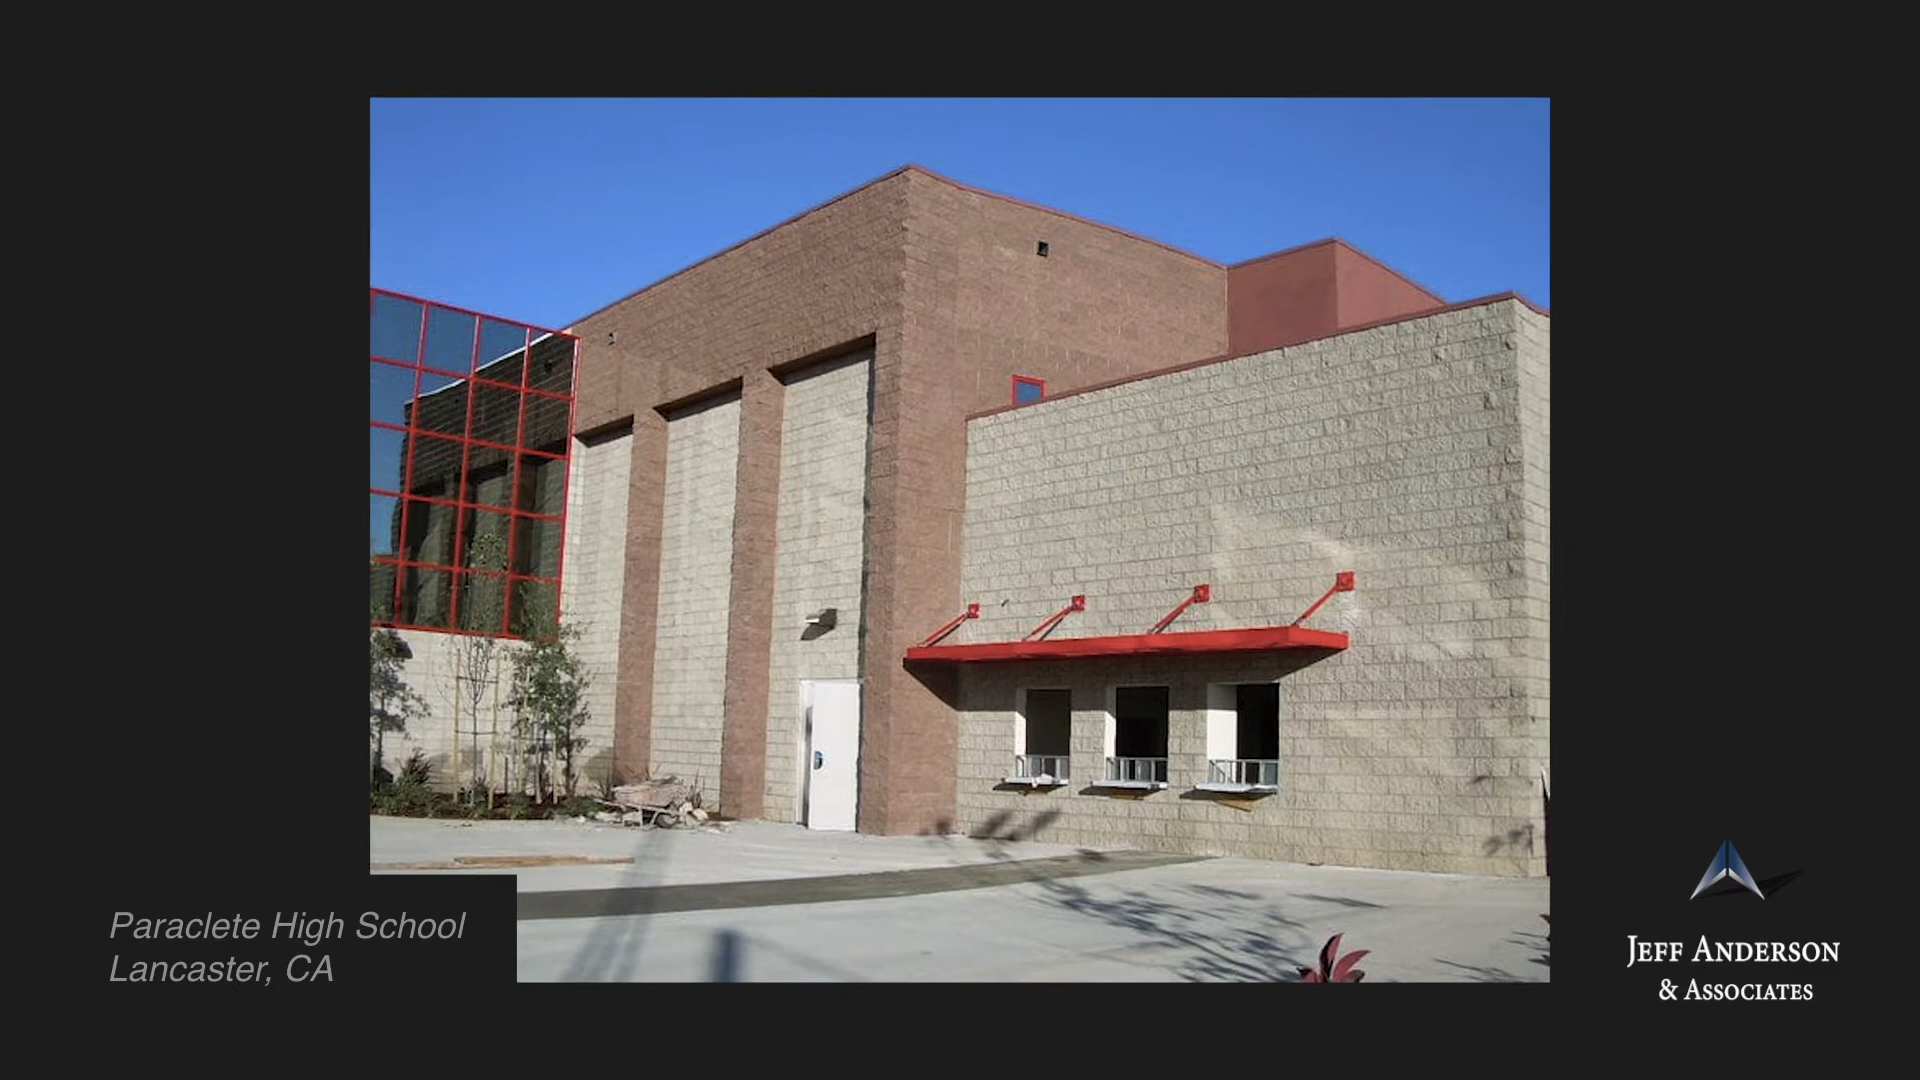 Paraclete High School
Lancaster, CA
JEFF ANDERSON
& ASSOCIATES